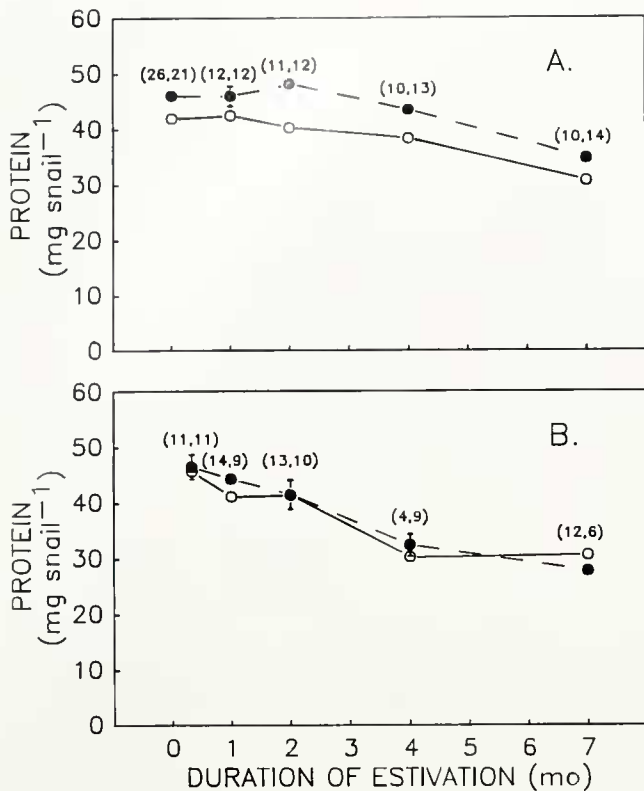 60
50
40
30
20
10
0
PROTEIN
(mg snail⁻¹)
A.
(26,21) (12,12) (11,12) (10,13) (10,14)
60
50
40
30
20
10
0
PROTEIN
(mg snail⁻¹)
B.
(11,11) (14,9) (13,10) (4,9) (12,6)
0 1 2 3 4 5 6 7
DURATION OF ESTIVATION (mo)